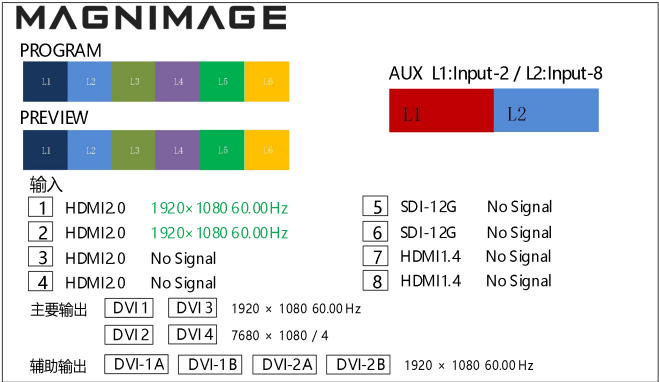 MAGNIMAGE
PROGRAM
L1 L2 L3 L4 L5 L6
PREVIEW
L1 L2 L3 L4 L5 L6
AUX L1:Input-2 / L2:Input-8
L1 L2
输入
1 HDMI2.0 1920×1080 60.00Hz
2 HDMI2.0 1920×1080 60.00Hz
3 HDMI2.0 No Signal
4 HDMI2.0 No Signal
5 SDI-12G No Signal
6 SDI-12G No Signal
7 HDMI1.4 No Signal
8 HDMI1.4 No Signal
主要输出 DVI 1 DVI 3 1920 × 1080 60.00 Hz
DVI 2 DVI 4 7680 × 1080 / 4
辅助输出 DVI-1A DVI-1B DVI-2A DVI-2B 1920 × 1080 60.00Hz